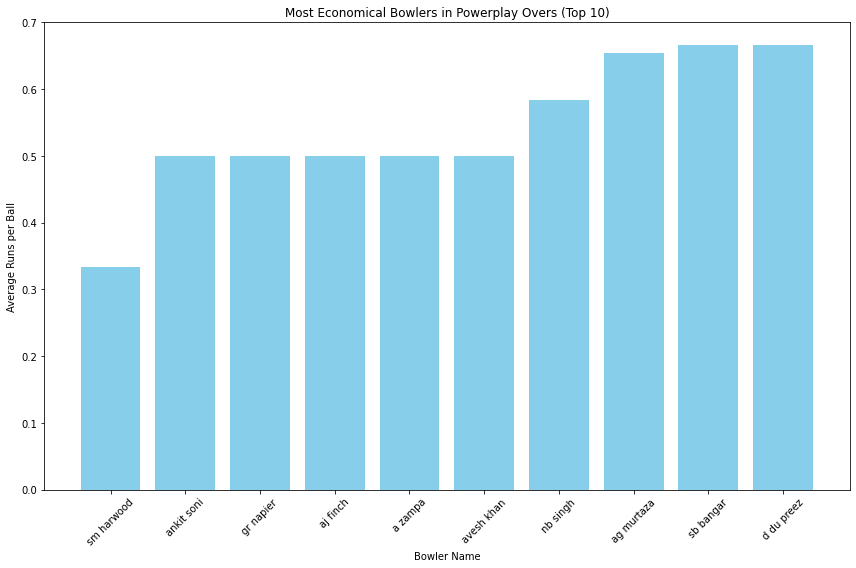 Most Economical Bowlers in Powerplay Overs (Top 10)
Average Runs per Ball
0.7
0.6
0.5
0.4
0.3
0.2
0.1
0.0
sm harwood
ankit soni
gr napier
aj finch
a zampa
avesh khan
nb singh
ag murtaza
sb bangar
d du preez
Bowler Name